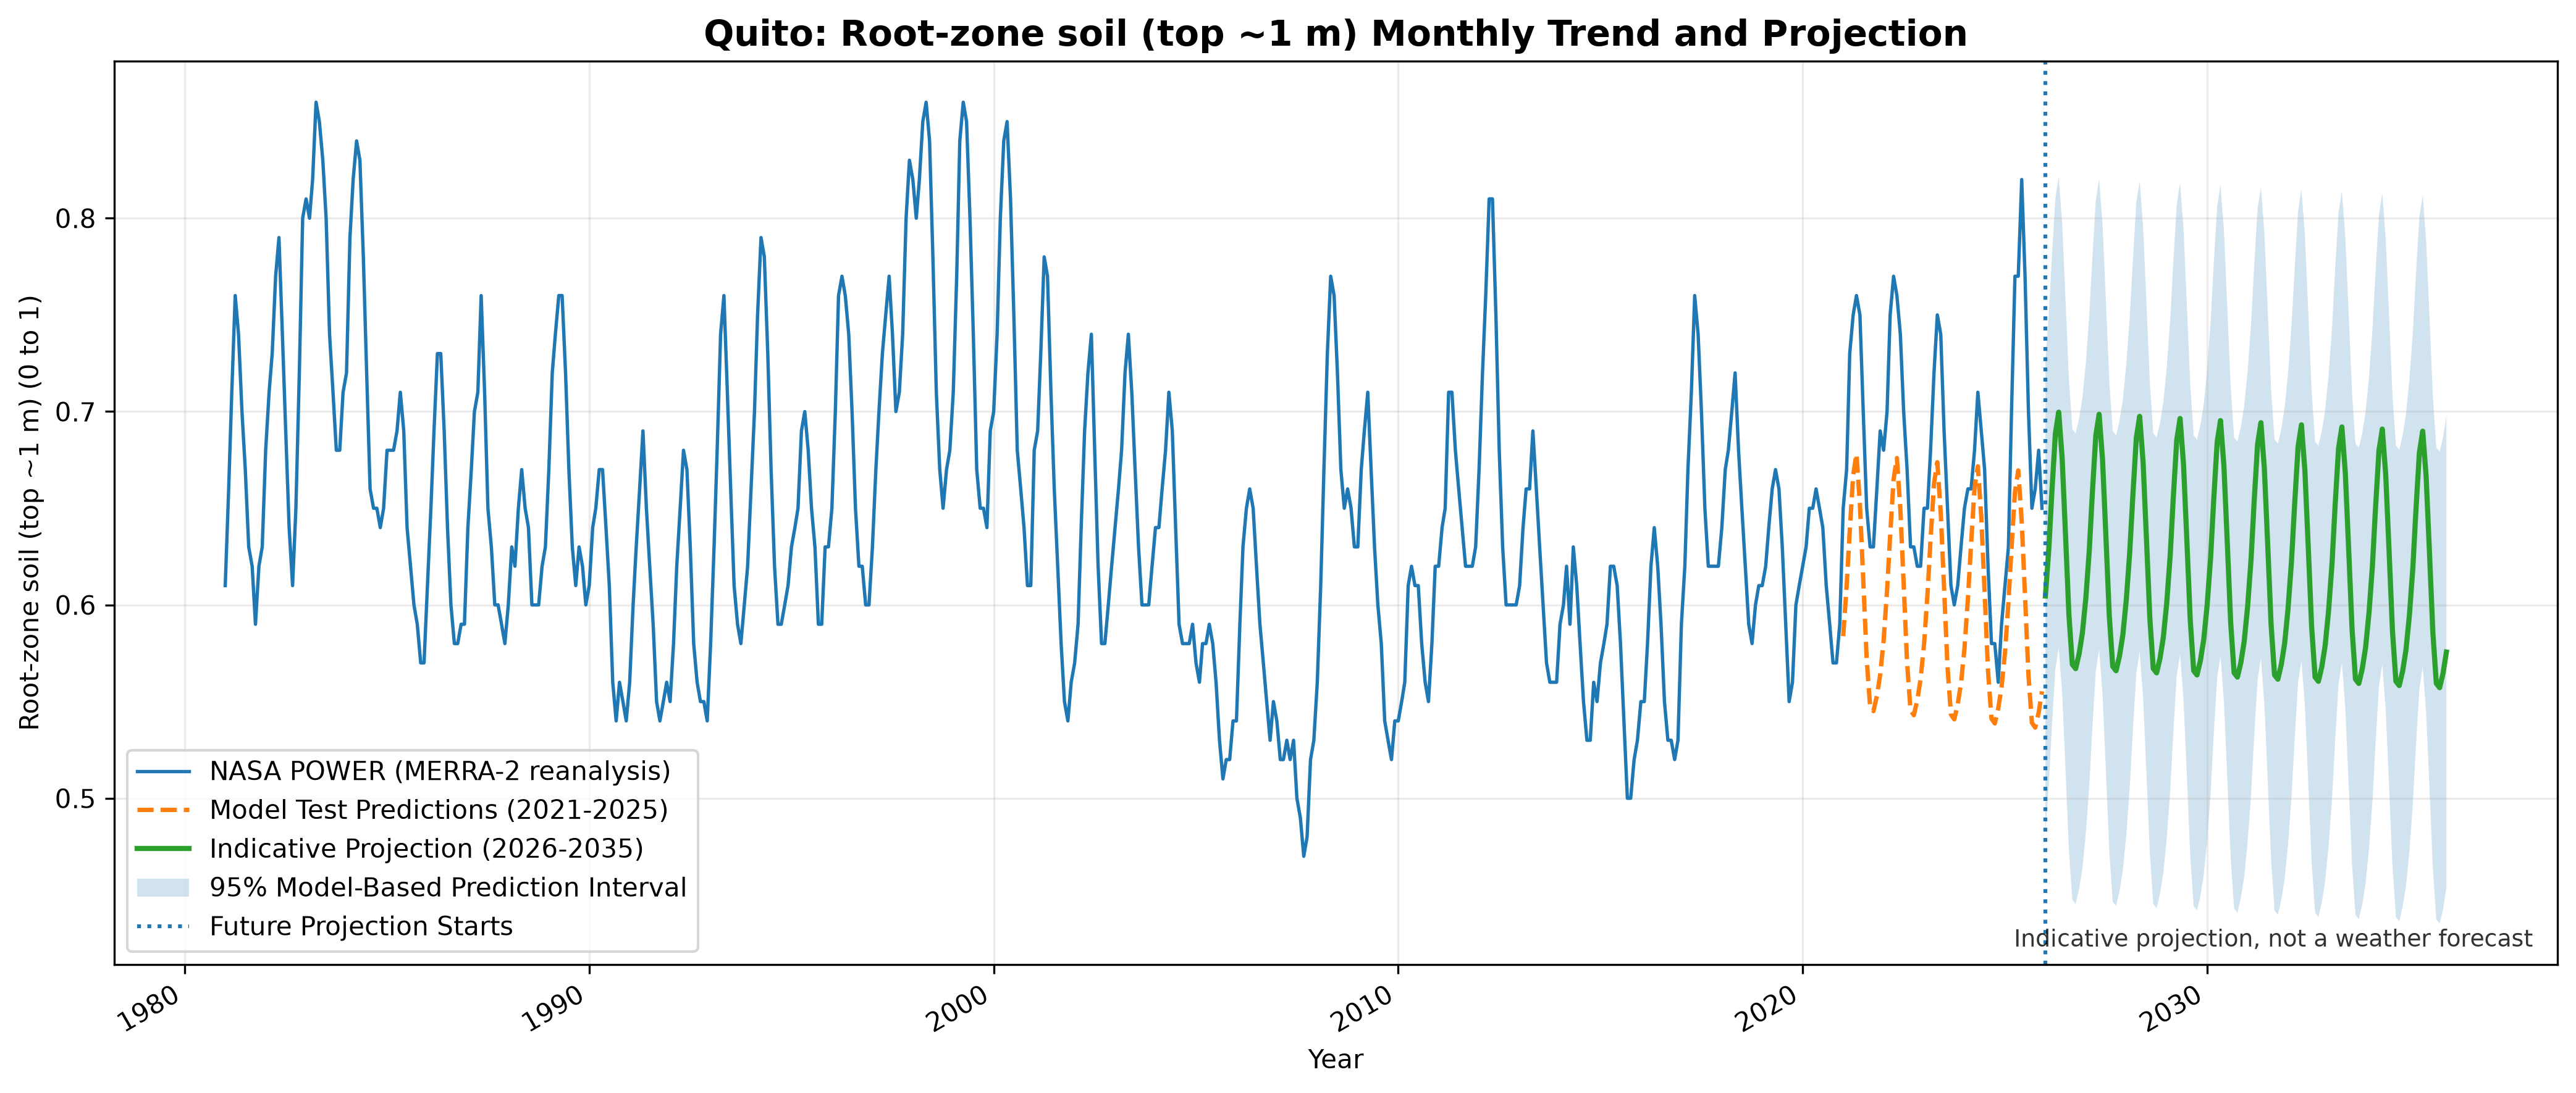 Quito: Root-zone soil (top ~1 m) Monthly Trend and Projection
Root-zone soil (top ~1 m) (0 to 1)
0.8
0.7
0.6
0.5
NASA POWER (MERRA-2 reanalysis)
Model Test Predictions (2021-2025)
Indicative Projection (2026-2035)
95% Model-Based Prediction Interval
Future Projection Starts
Indicative projection, not a weather forecast
1980
1990
2000
2010
2020
2030
Year